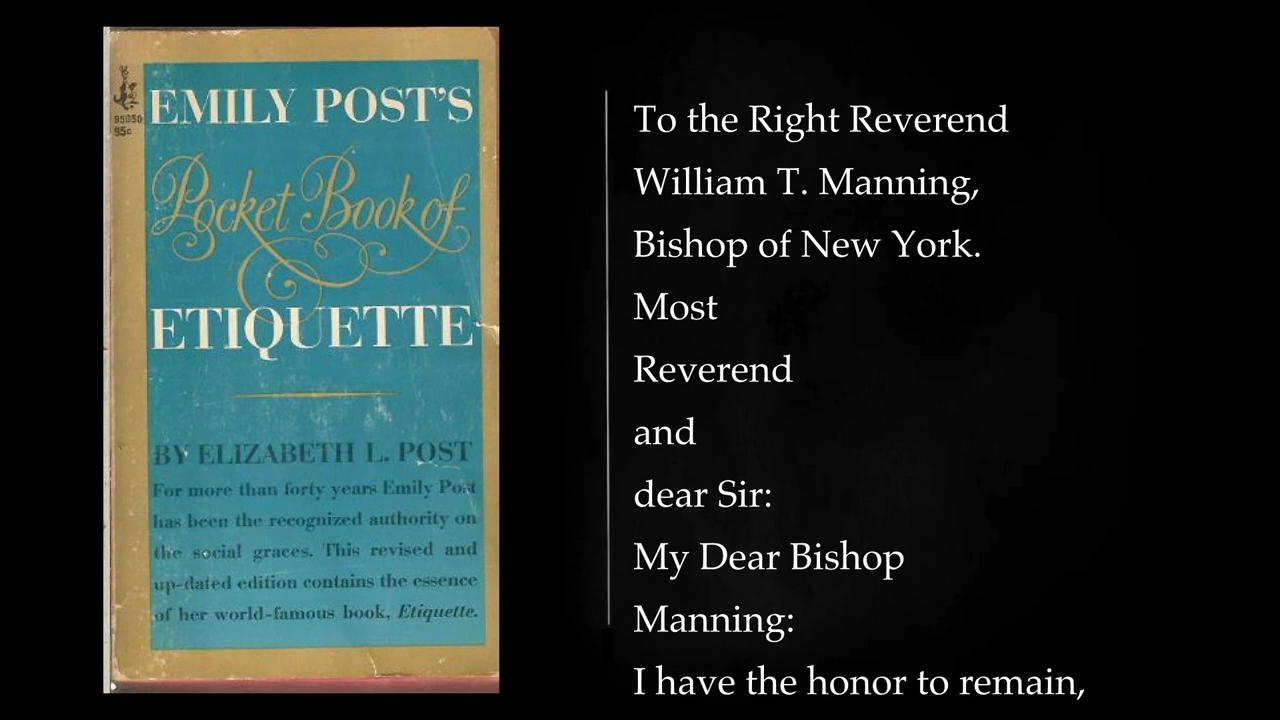 95050
95c
EMILY POST'S
Pocket Book of
ETIQUETTE
BY ELIZABETH L. POST
For more than forty years Emily Post
has been the recognized authority on
the social graces. This revised and
up-dated edition contains the essence
of her world-famous book, Etiquette.
To the Right Reverend
William T. Manning,
Bishop of New York.
Most
Reverend
and
dear Sir:
My Dear Bishop
Manning:
I have the honor to remain,